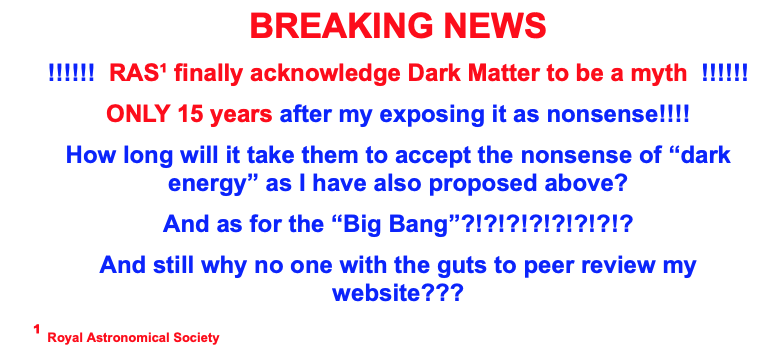 BREAKING NEWS
!!!!!! RAS¹ finally acknowledge Dark Matter to be a myth !!!!!!
ONLY 15 years after my exposing it as nonsense!!!!
How long will it take them to accept the nonsense of “dark
energy” as I have also proposed above?
And as for the “Big Bang”?!?!?!?!?!?!?!?!?
And still why no one with the guts to peer review my
website???
¹ Royal Astronomical Society